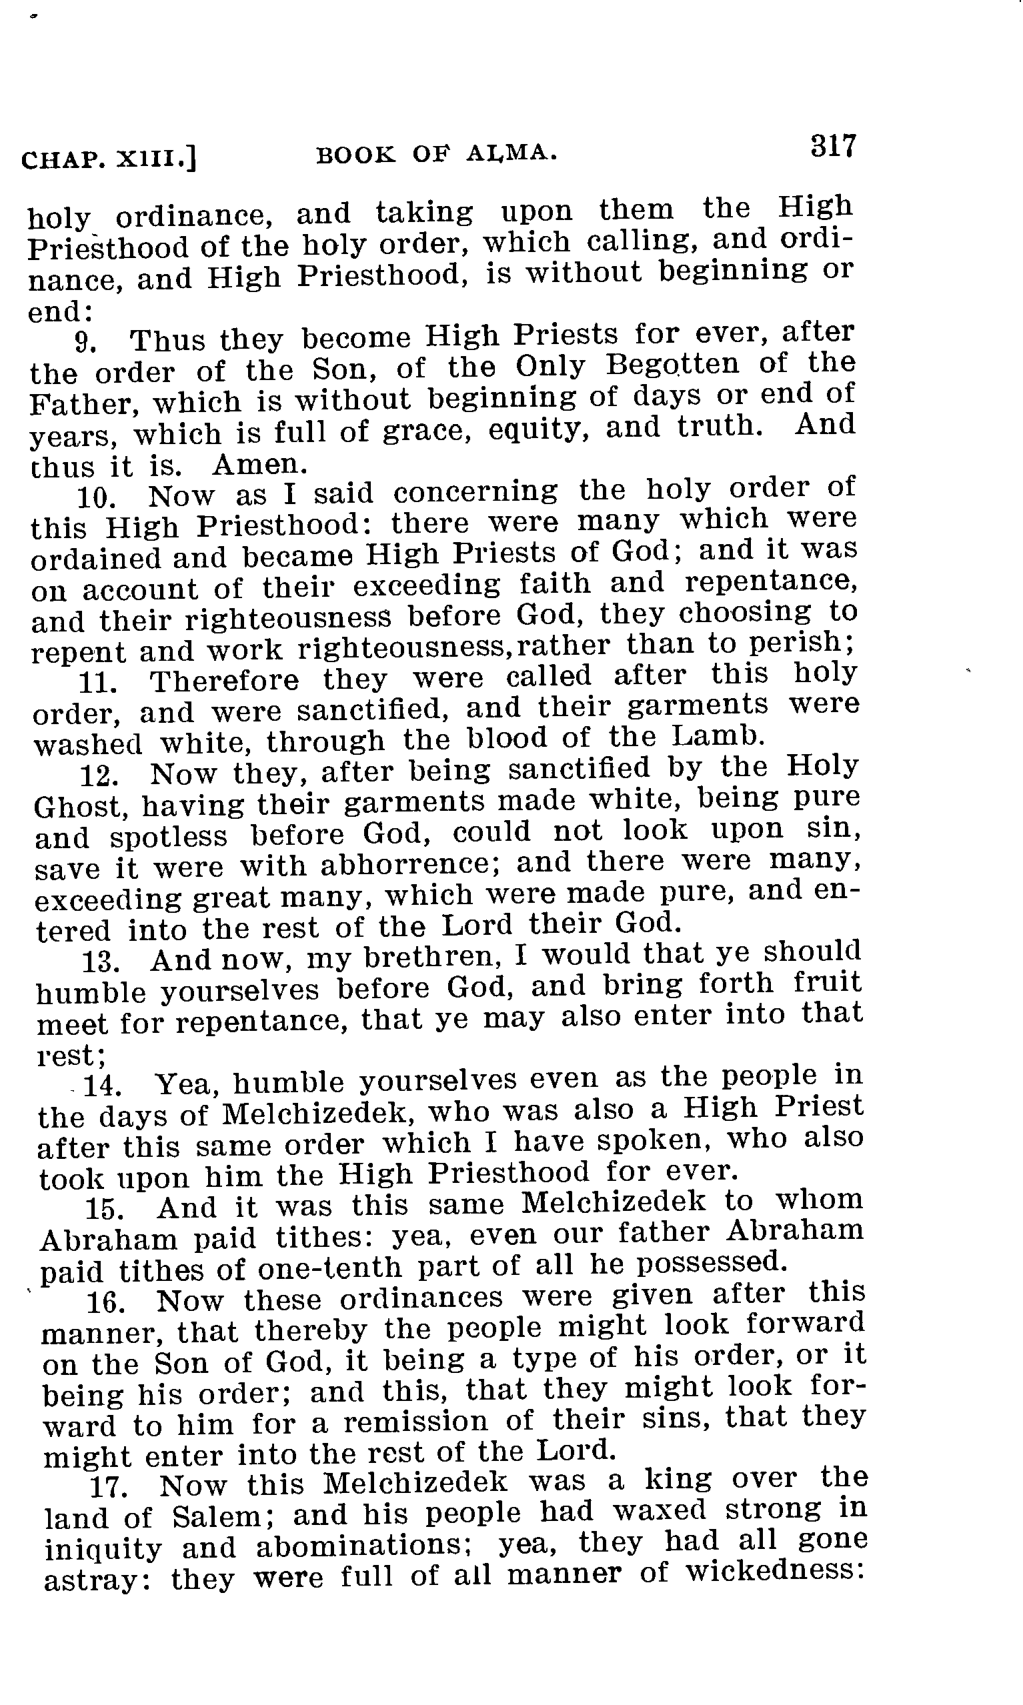 CHAP. XIII.] BOOK OF ALMA. 317
holy ordinance, and taking upon them the High
Priesthood of the holy order, which calling, and ordi-
nance, and High Priesthood, is without beginning or
end:
9. Thus they become High Priests for ever, after
the order of the Son, of the Only Begotten of the
Father, which is without beginning of days or end of
years, which is full of grace, equity, and truth. And
thus it is. Amen.
10. Now as I said concerning the holy order of
this High Priesthood: there were many which were
ordained and became High Priests of God; and it was
on account of their exceeding faith and repentance,
and their righteousness before God, they choosing to
repent and work righteousness, rather than to perish;
11. Therefore they were called after this holy
order, and were sanctified, and their garments were
washed white, through the blood of the Lamb.
12. Now they, after being sanctified by the Holy
Ghost, having their garments made white, being pure
and spotless before God, could not look upon sin,
save it were with abhorrence; and there were many,
exceeding great many, which were made pure, and en-
tered into the rest of the Lord their God.
13. And now, my brethren, I would that ye should
humble yourselves before God, and bring forth fruit
meet for repentance, that ye may also enter into that
rest;
14. Yea, humble yourselves even as the people in
the days of Melchizedek, who was also a High Priest
after this same order which I have spoken, who also
took upon him the High Priesthood for ever.
15. And it was this same Melchizedek to whom
Abraham paid tithes: yea, even our father Abraham
paid tithes of one-tenth part of all he possessed.
16. Now these ordinances were given after this
manner, that thereby the people might look forward
on the Son of God, it being a type of his order, or it
being his order; and this, that they might look for-
ward to him for a remission of their sins, that they
might enter into the rest of the Lord.
17. Now this Melchizedek was a king over the
land of Salem; and his people had waxed strong in
iniquity and abominations; yea, they had all gone
astray: they were full of all manner of wickedness: